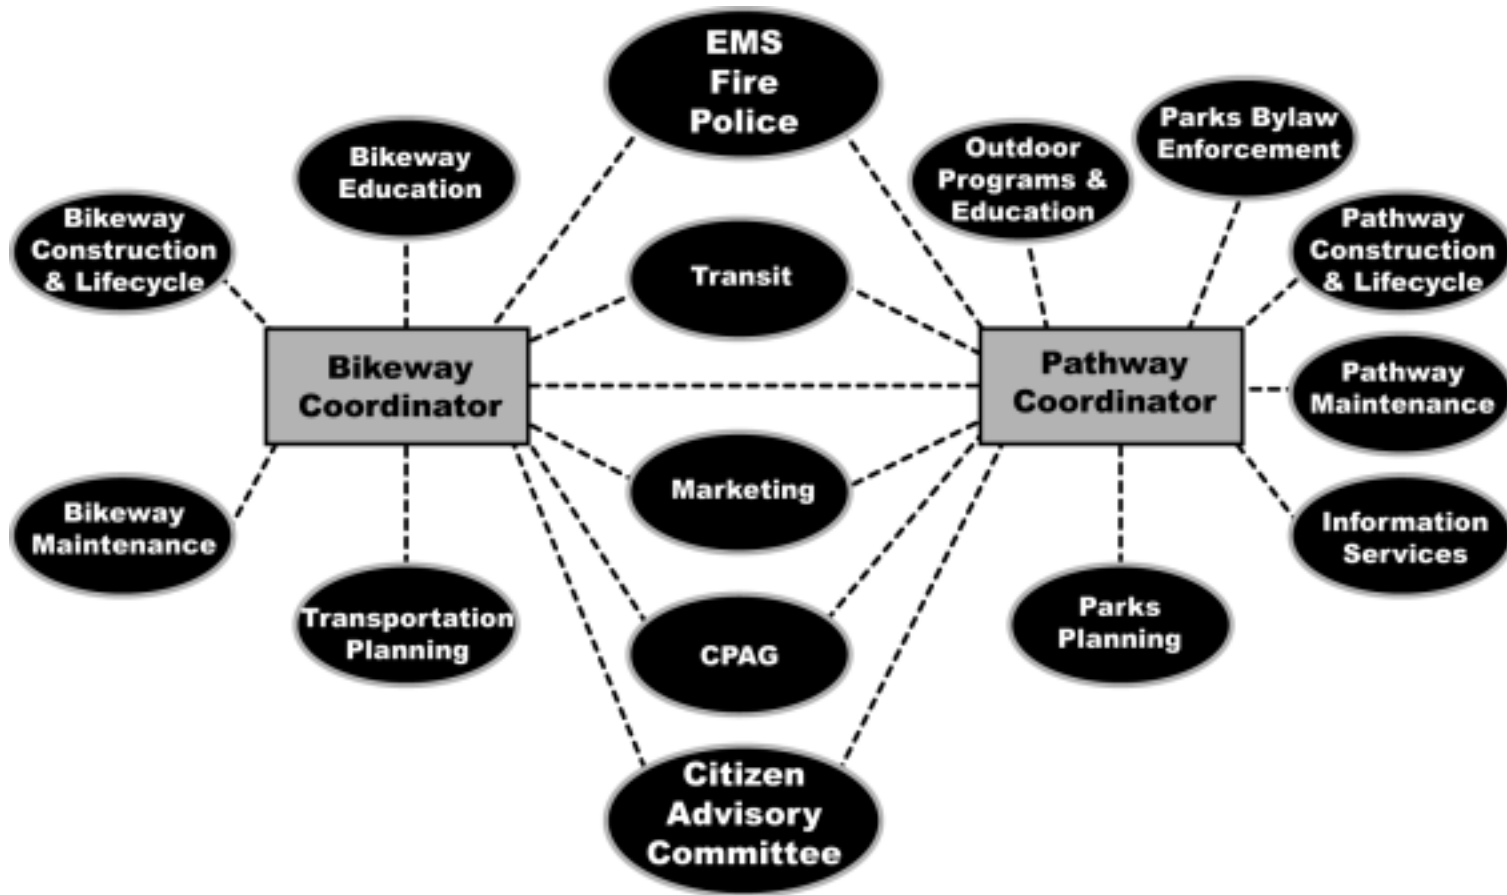 EMS
Fire
Police
Bikeway
Education
Outdoor
Programs &
Education
Parks Bylaw
Enforcement
Bikeway
Construction
& Lifecycle
Transit
Pathway
Construction
& Lifecycle
Bikeway
Coordinator
Pathway
Coordinator
Pathway
Maintenance
Bikeway
Maintenance
Marketing
Information
Services
Transportation
Planning
CPAG
Parks
Planning
Citizen
Advisory
Committee